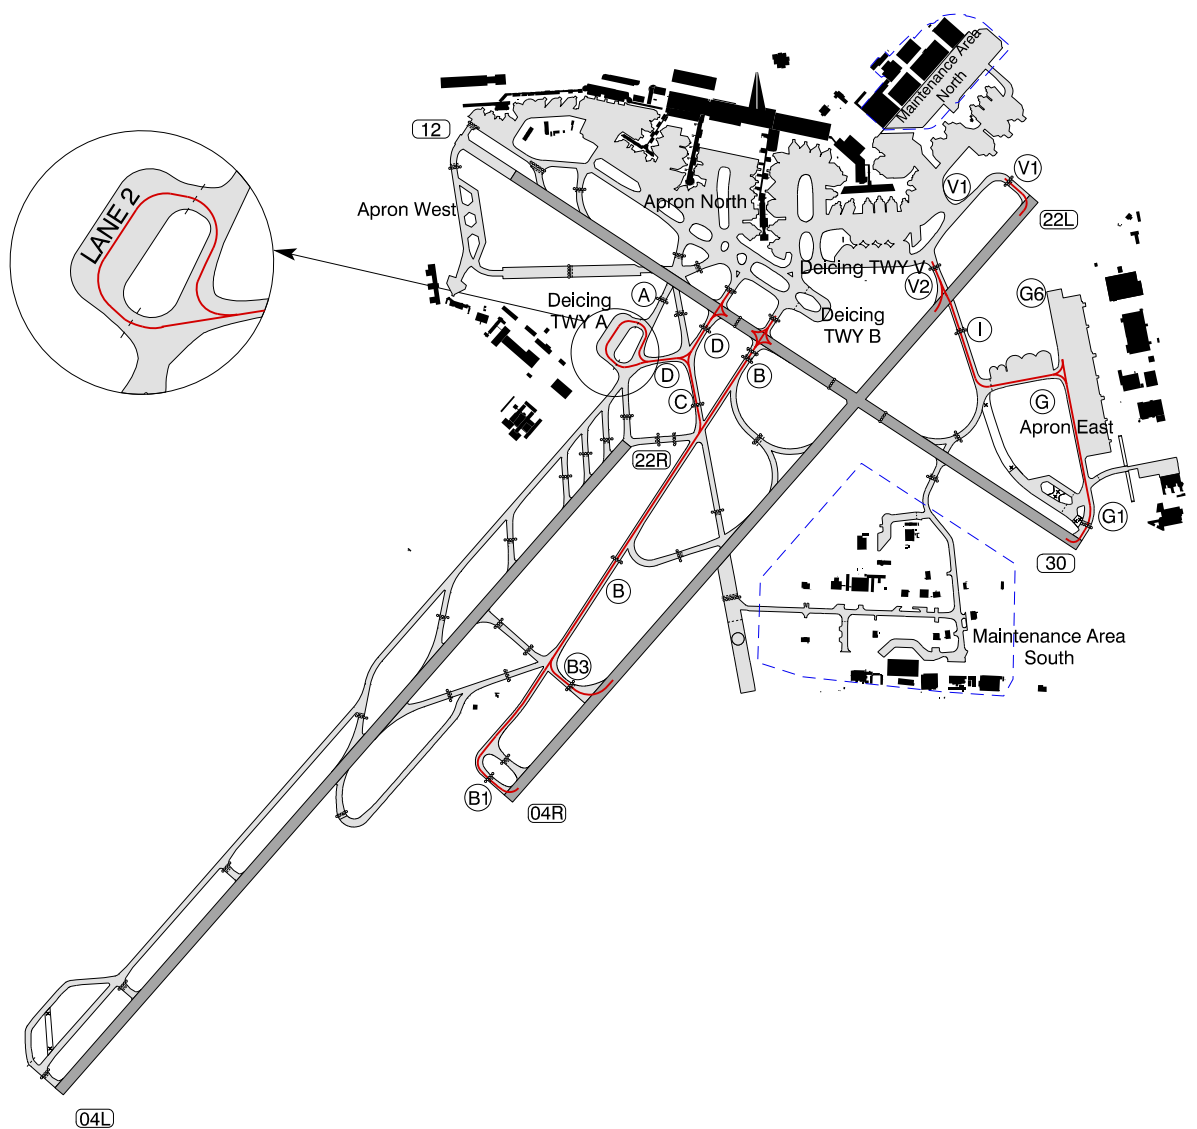 Maintenance Area
North
12
LANE 2
V1
V1
Apron West
Apron North
22L
Deicing TWY V
V2
G6
A
Deicing
TWY A
Deicing
TWY B
I
D
D
B
C
G
Apron East
22R
G1
30
B
Maintenance Area
South
B3
B1
04R
04L